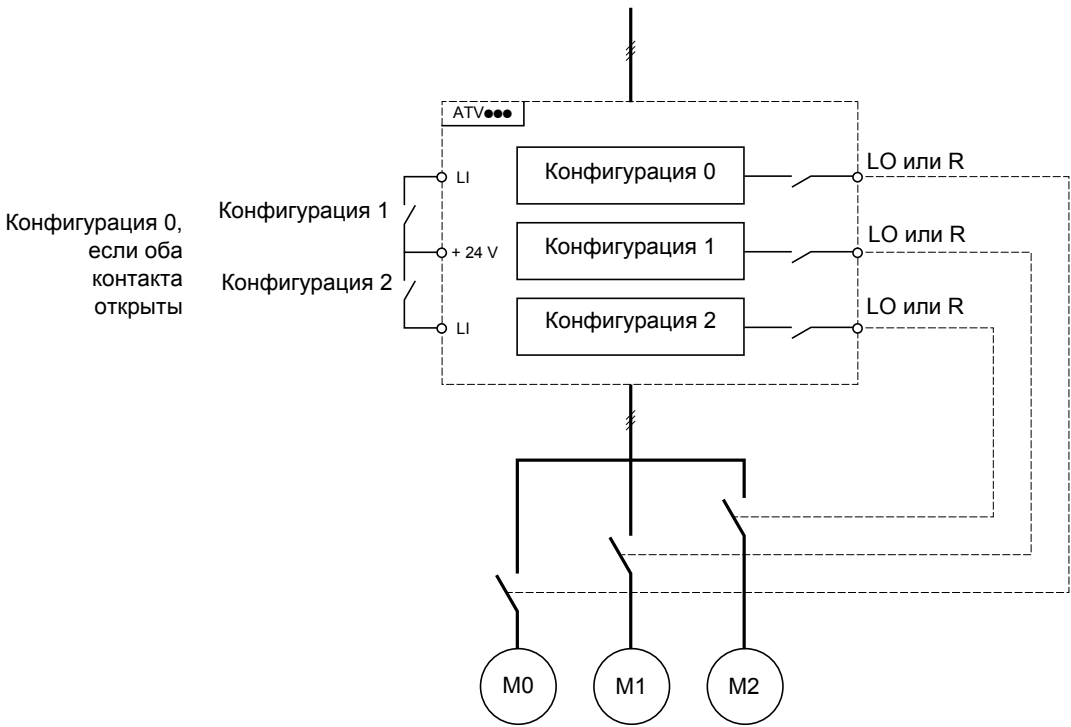 ATV●●●
Конфигурация 0
LO или R
LI
Конфигурация 1
Конфигурация 0,
если оба
контакта
открыты
+ 24 V
Конфигурация 1
LO или R
Конфигурация 2
LI
Конфигурация 2
LO или R
M0
M1
M2